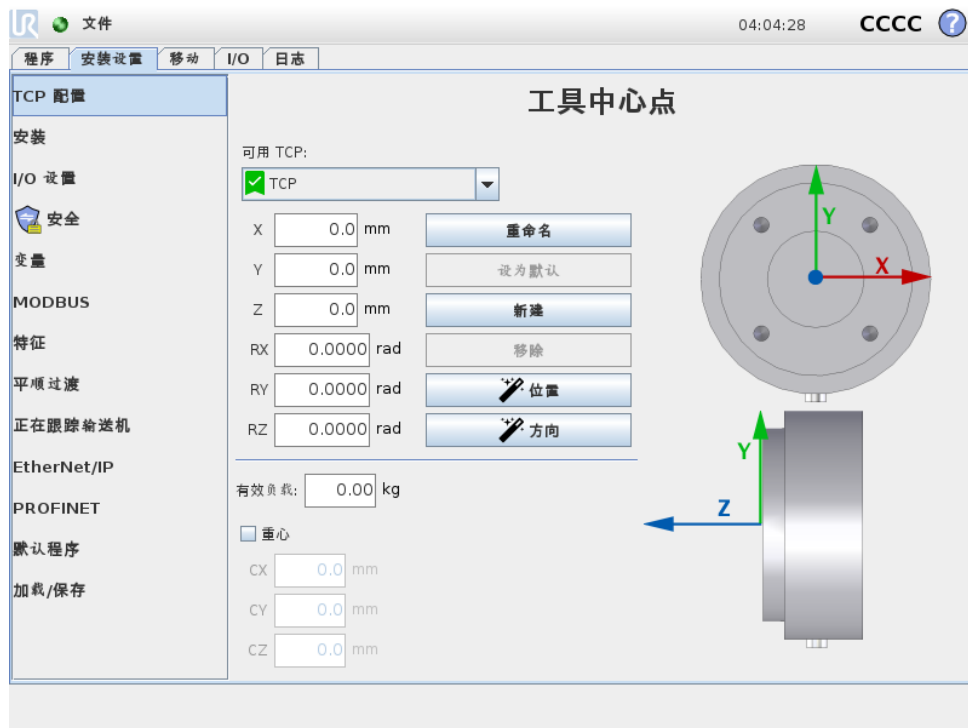 UR 文件 04:04:28 CCCC ?
程序 安装设置 移动 I/O 日志
TCP 配置
安装
I/O 设置
安全
变量
MODBUS
特征
平顺过渡
正在跟踪输送机
EtherNet/IP
PROFINET
默认程序
加载/保存
工具中心点
可用 TCP:
TCP
X 0.0 mm 重命名
Y 0.0 mm 设为默认
Z 0.0 mm 新建
RX 0.0000 rad 移除
RY 0.0000 rad 位置
RZ 0.0000 rad 方向
有效负载: 0.00 kg
重心
CX 0.0 mm
CY 0.0 mm
CZ 0.0 mm
Y
X
Y
Z